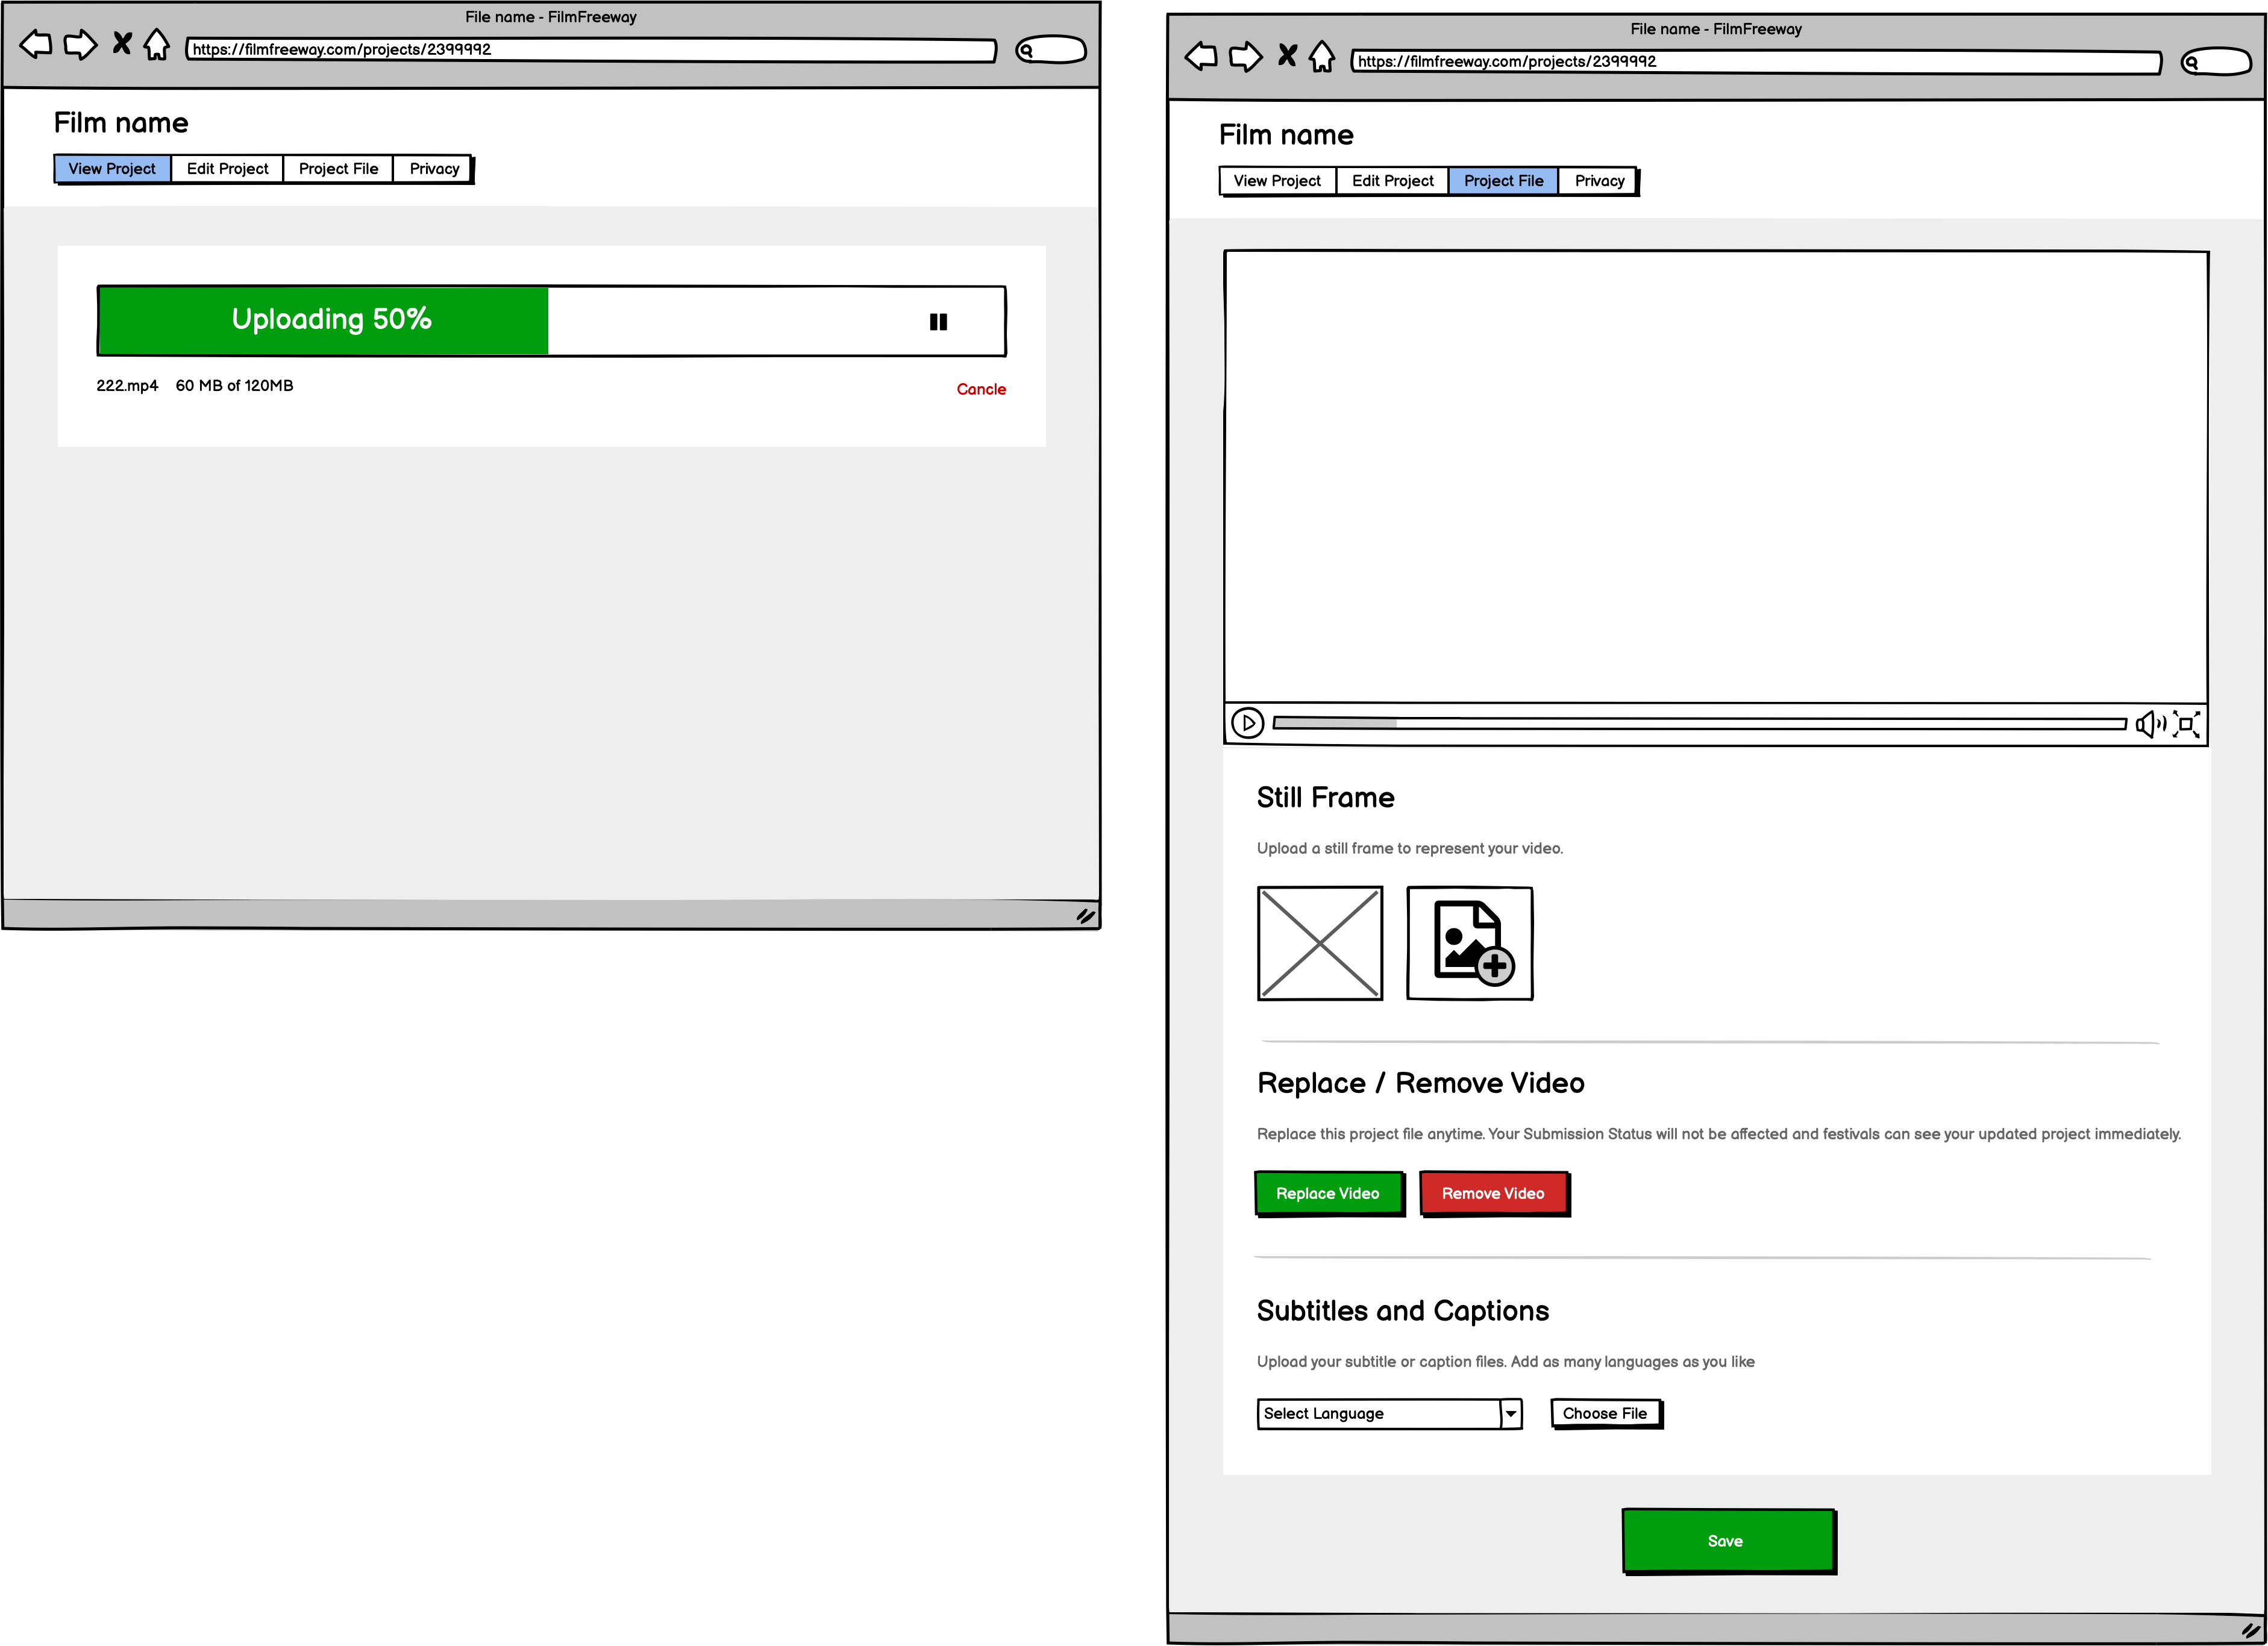 File name - FilmFreeway
https://filmfreeway.com/projects/2399992
Film name
View Project Edit Project Project File Privacy
Uploading 50%
222.mp4 60 MB of 120MB
Cancle
File name - FilmFreeway
https://filmfreeway.com/projects/2399992
Film name
View Project Edit Project Project File Privacy
Still Frame
Upload a still frame to represent your video.
Replace / Remove Video
Replace this project file anytime. Your Submission Status will not be affected and festivals can see your updated project immediately.
Replace Video Remove Video
Subtitles and Captions
Upload your subtitle or caption files. Add as many languages as you like
Select Language Choose File
Save